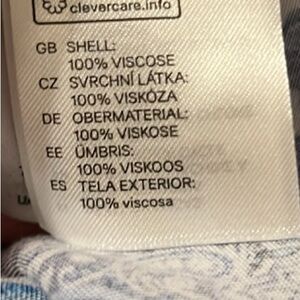 clevercare.info
GB SHELL:
100% VISCOSE
CZ SVRCHNÍ LÁTKA:
100% VISKÓZA
DE OBERMATERIAL:
100% VISKOSE
EE ÜMBRIS:
100% VISKOOS
ES TELA EXTERIOR:
100% viscosa